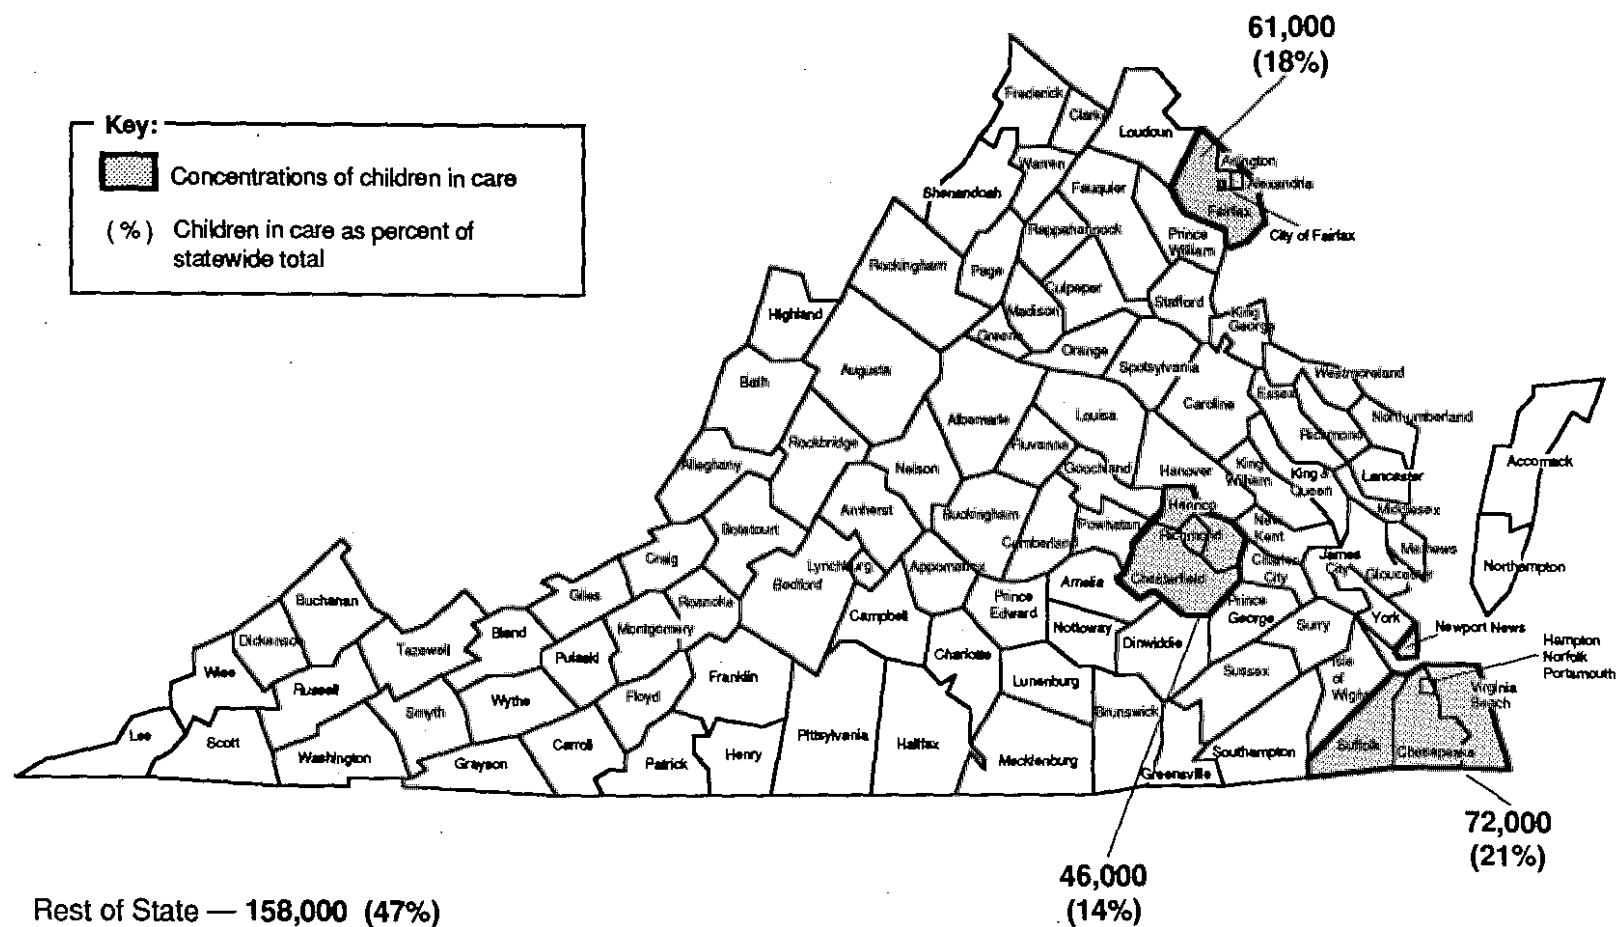 61,000
(18%)
Key:
Concentrations of children in care
(%) Children in care as percent of
statewide total
Frederick
Clark
Loudoun
Warren
Arlington
Alexandria
Shenandoah
Fauquier
Fairfax
City of Fairfax
Rappahannock
Prince
William
Rockingham
Page
Culpeper
Stafford
Madison
King
George
Highland
Greene
Orange
Spotsylvania
Westmoreland
Bath
Augusta
Essex
Caroline
Northumberland
Albemarle
Louisa
Richmond
Rockbridge
Fluvanna
Alleghany
Nelson
Goochland
Hanover
King
William
King &
Queen
Lancaster
Accomack
Amherst
Buckingham
Henrico
Middlesex
Botetourt
Powhatan
Richmond
New
Kent
Cumberland
Mathews
Craig
Lynchburg
Appomattox
James
City
Charles
City
Gloucester
Northampton
Bedford
Amelia
Chesterfield
Giles
Roanoke
Prince
Edward
Prince
George
Buchanan
Campbell
York
Newport News
Surry
Bland
Montgomery
Nottoway
Dinwiddie
Hampton
Norfolk
Portsmouth
Dickenson
Tazewell
Pulaski
Charlotte
Wise
Franklin
Sussex
Isle
of
Wight
Russell
Lunenburg
Virginia
Beach
Wythe
Floyd
Smyth
Brunswick
Lee
Scott
Pittsylvania
Halifax
Carroll
Henry
Suffolk
Chesapeake
Washington
Grayson
Patrick
Mecklenburg
Southampton
Greensville
72,000
(21%)
46,000
(14%)
Rest of State — 158,000 (47%)